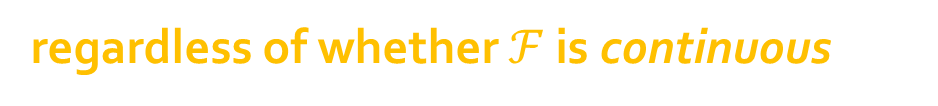 regardless of whether ℱ is continuous